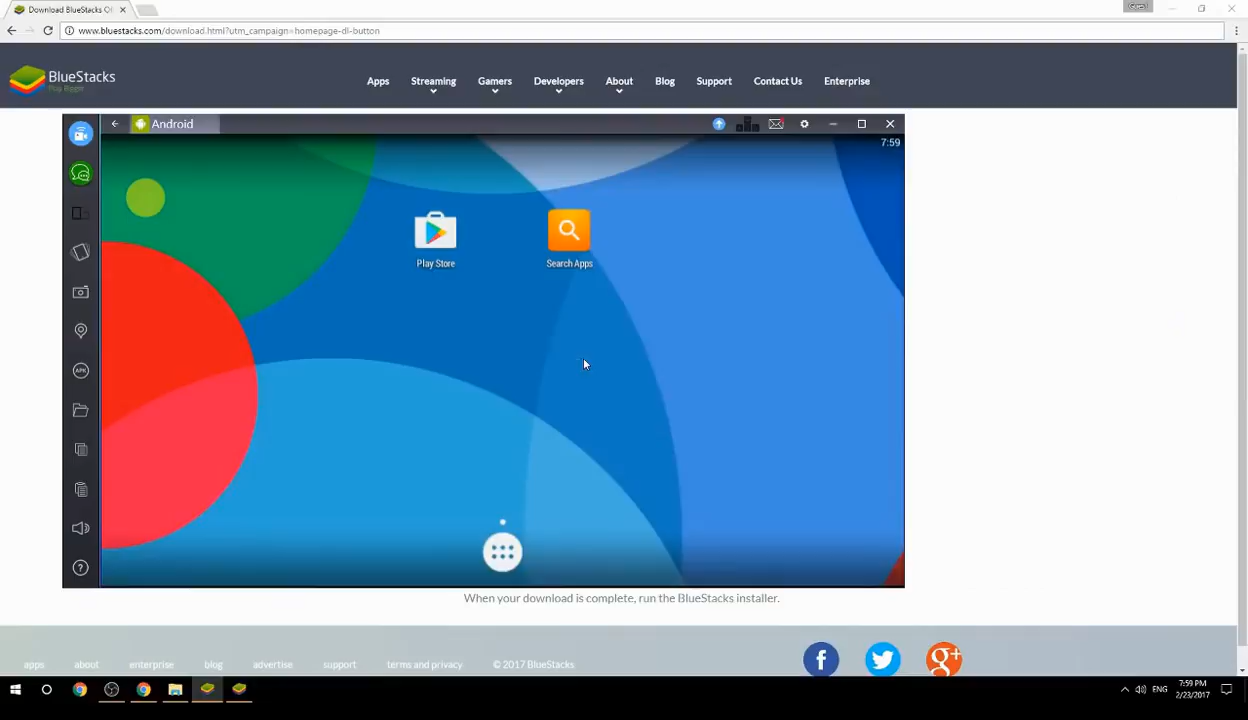 Download BlueStacks Of
www.bluestacks.com/download.html?utm_campaign=homepage-dl-button
BlueStacks
Play Bigger
Apps Streaming Gamers Developers About Blog Support Contact Us Enterprise
Android
7:59
Play Store Search Apps
APK
When your download is complete, run the BlueStacks installer.
apps about enterprise blog advertise support terms and privacy © 2017 BlueStacks
f g+
ENG 7:59 PM
2/23/2017